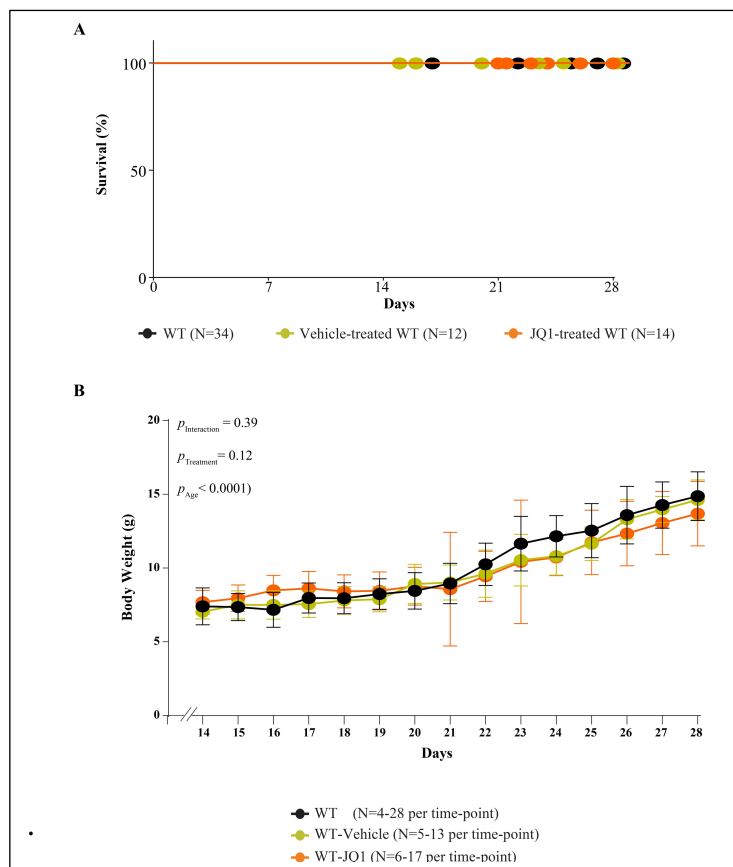 A
100
50
0
Survival (%)
0 7 14 21 28
Days
WT (N=34) Vehicle-treated WT (N=12) JQ1-treated WT (N=14)
B
20
15
10
5
0
Body Weight (g)
pInteraction = 0.39
pTreatment = 0.12
pAge< 0.0001)
14 15 16 17 18 19 20 21 22 23 24 25 26 27 28
Days
WT (N=4-28 per time-point)
WT-Vehicle (N=5-13 per time-point)
WT-JQ1 (N=6-17 per time-point)